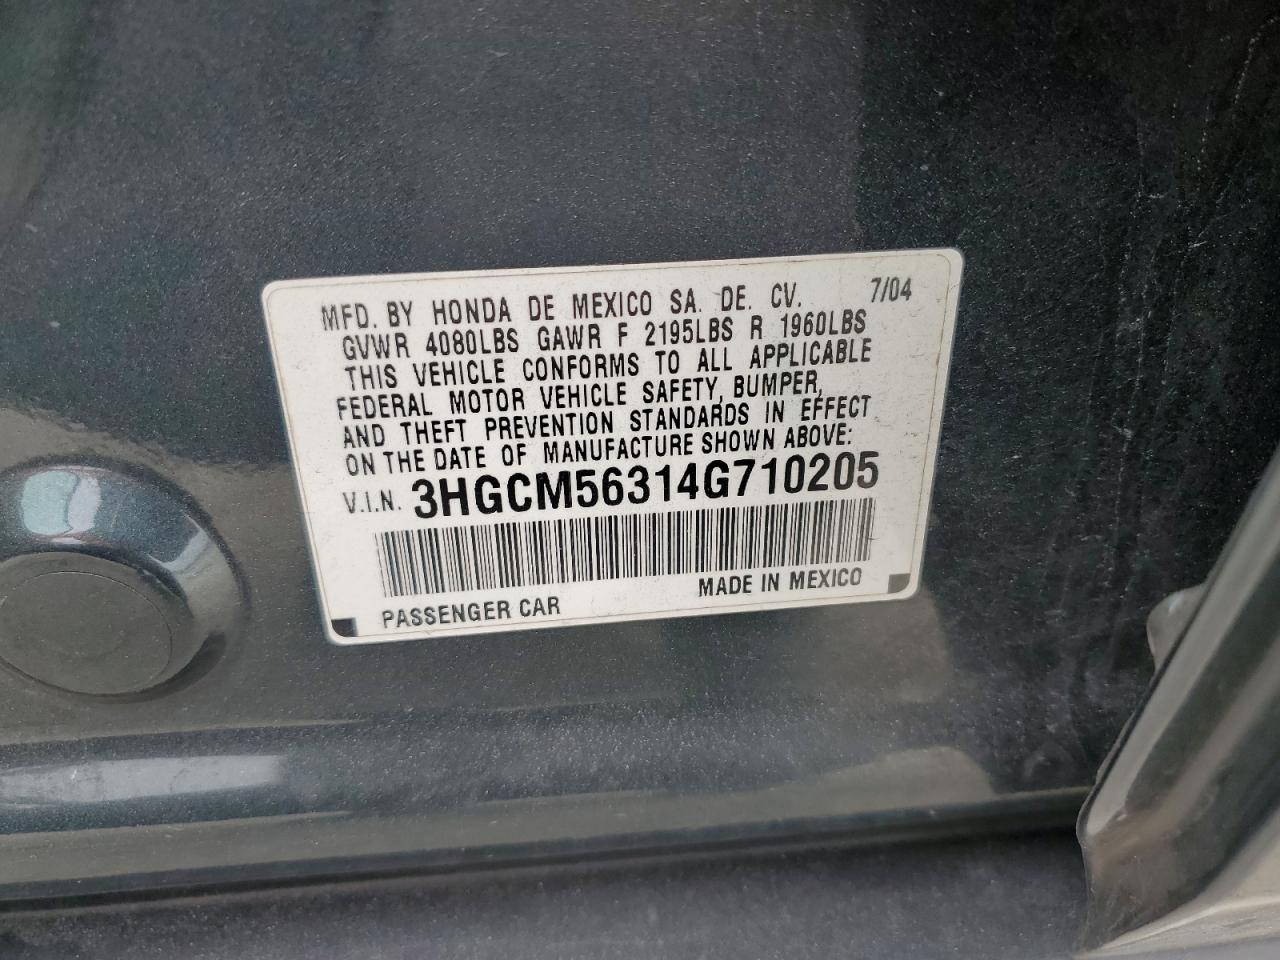 MFD. BY HONDA DE MEXICO SA. DE. CV. 7/04
GVWR 4080LBS GAWR F 2195LBS R 1960LBS
THIS VEHICLE CONFORMS TO ALL APPLICABLE
FEDERAL MOTOR VEHICLE SAFETY, BUMPER,
AND THEFT PREVENTION STANDARDS IN EFFECT
ON THE DATE OF MANUFACTURE SHOWN ABOVE:
V.I.N. 3HGCM56314G710205
PASSENGER CAR MADE IN MEXICO